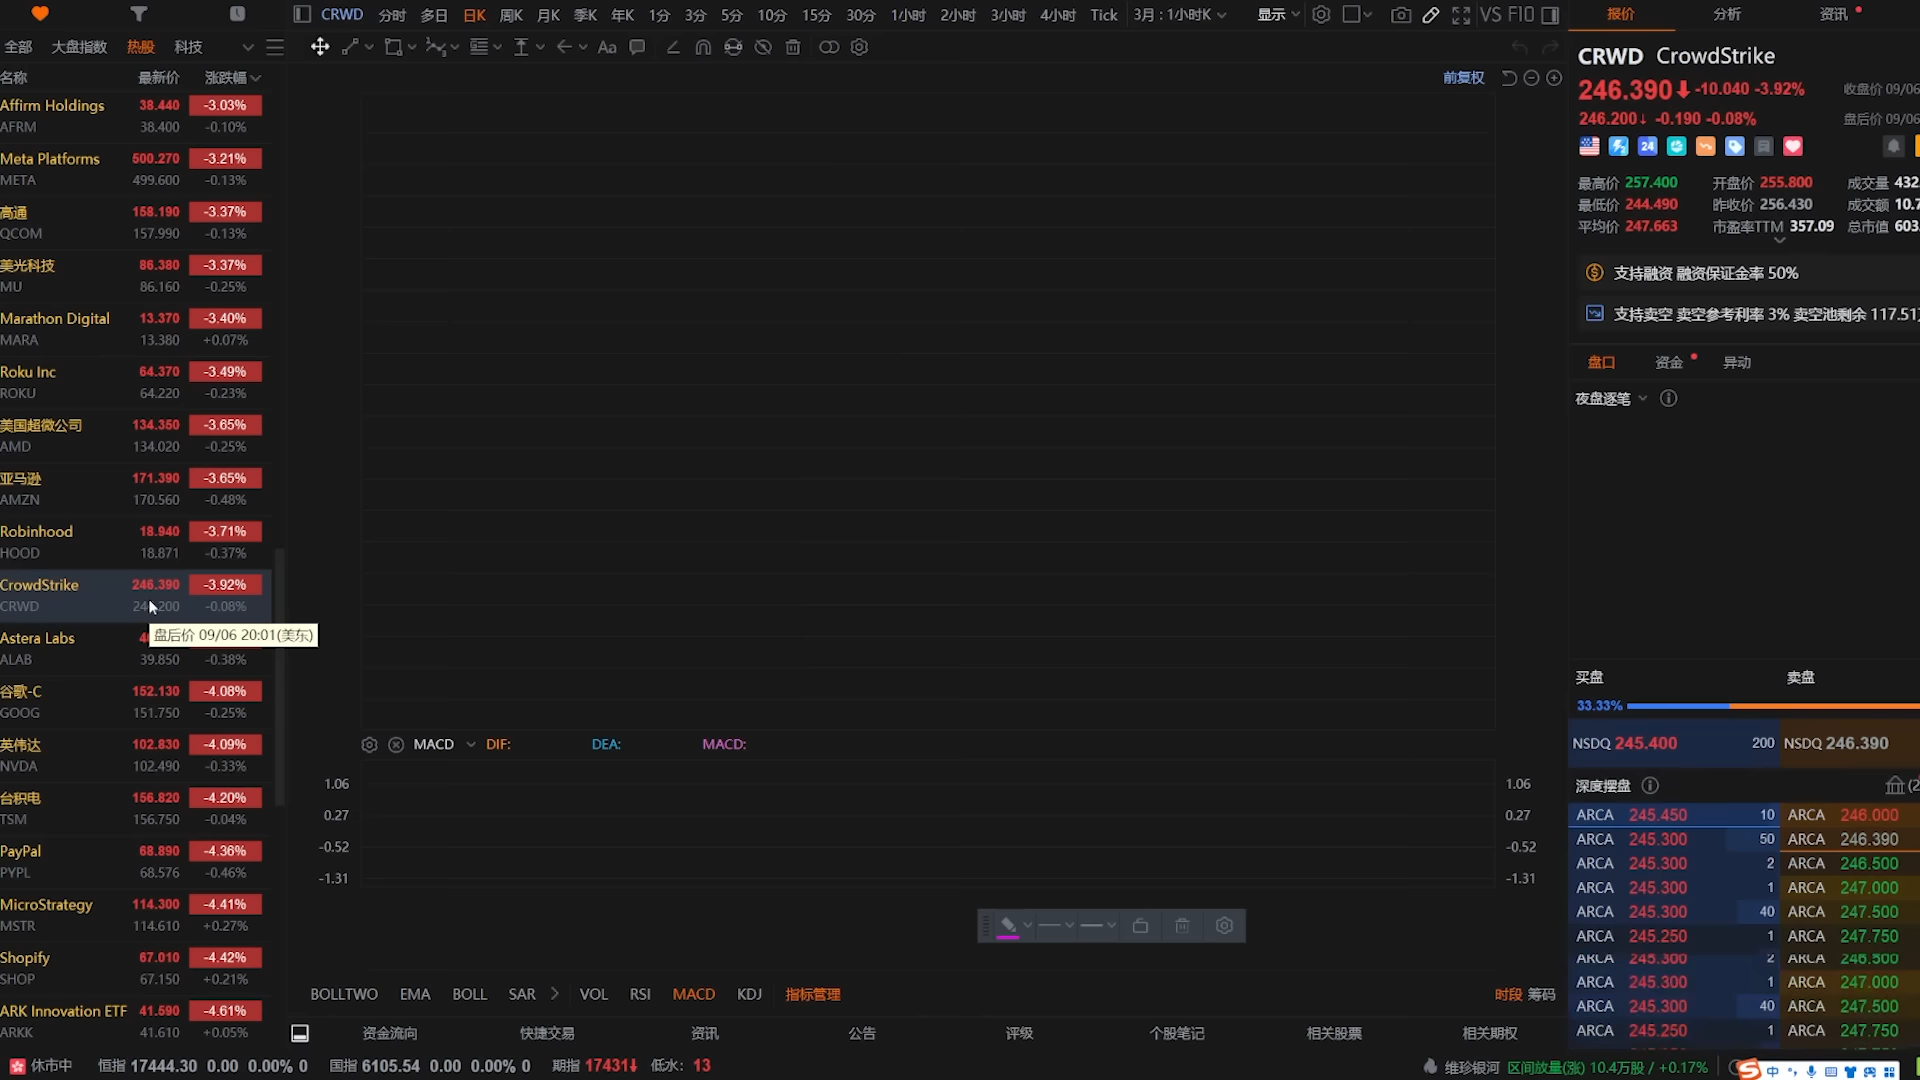 CRWD 分时 多日 日K 周K 月K 季K 年K 1分 3分 5分 10分 15分 30分 1小时 2小时 3小时 4小时 Tick 3月：1小时K 显示 VS F10
报价 分析 资讯
全部 大盘指数 热股 科技
Aa
名称 最新价 涨跌幅
前复权
Affirm Holdings 38.440 -3.03%
AFRM 38.400 -0.10%
Meta Platforms 500.270 -3.21%
META 499.600 -0.13%
高通 158.190 -3.37%
QCOM 157.990 -0.13%
美光科技 86.380 -3.37%
MU 86.160 -0.25%
Marathon Digital 13.370 -3.40%
MARA 13.380 +0.07%
Roku Inc 64.370 -3.49%
ROKU 64.220 -0.23%
美国超微公司 134.350 -3.65%
AMD 134.020 -0.25%
亚马逊 171.390 -3.65%
AMZN 170.560 -0.48%
Robinhood 18.940 -3.71%
HOOD 18.871 -0.37%
CrowdStrike 246.390 -3.92%
CRWD -0.08%
盘后价 09/06 20:01(美东)
Astera Labs
ALAB 39.850 -0.38%
谷歌-C 152.130 -4.08%
GOOG 151.750 -0.25%
英伟达 102.830 -4.09%
NVDA 102.490 -0.33%
台积电 156.820 -4.20%
TSM 156.750 -0.04%
PayPal 68.890 -4.36%
PYPL 68.576 -0.46%
MicroStrategy 114.300 -4.41%
MSTR 114.610 +0.27%
Shopify 67.010 -4.42%
SHOP 67.150 +0.21%
ARK Innovation ETF 41.590 -4.61%
ARKK 41.610 +0.05%
MACD DIF: DEA: MACD:
1.06 1.06
0.27 0.27
-0.52 -0.52
-1.31 -1.31
BOLLTWO EMA BOLL SAR VOL RSI MACD KDJ 指标管理 时段 筹码
资金流向 快捷交易 资讯 公告 评级 个股笔记 相关股票 相关期权
CRWD CrowdStrike
246.390 -10.040 -3.92% 收盘价 09/06
246.200 -0.190 -0.08% 盘后价 09/06
24
最高价 257.400 开盘价 255.800 成交量 432.
最低价 244.490 昨收价 256.430 成交额 10.7
平均价 247.663 市盈率TTM 357.09 总市值 603.
支持融资 融资保证金率 50%
支持卖空 卖空参考利率 3% 卖空池剩余 117.51
盘口 资金 异动
夜盘逐笔
买盘 卖盘
33.33%
NSDQ 245.400 200 NSDQ 246.390
深度摆盘 (2
ARCA 245.450 10 ARCA 246.000
ARCA 245.300 50 ARCA 246.390
ARCA 245.300 2 ARCA 246.500
ARCA 245.300 1 ARCA 247.000
ARCA 245.300 40 ARCA 247.500
ARCA 245.250 1 ARCA 247.750
ARCA 245.300 2 ARCA 246.500
ARCA 245.300 1 ARCA 247.000
ARCA 245.300 40 ARCA 247.500
ARCA 245.250 1 ARCA 247.750
休市中 恒指 17444.30 0.00 0.00% 0 国指 6105.54 0.00 0.00% 0 期指 17431 低水: 13 维珍银河 区间放量(涨) 10.4万股 / +0.17%
中